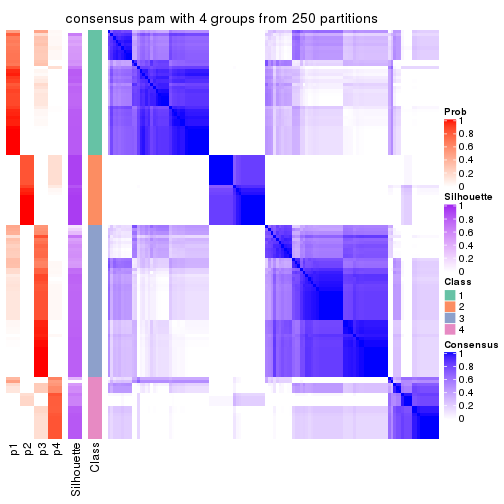 consensus pam with 4 groups from 250 partitions
Prob
1
0.8
0.6
0.4
0.2
0
Silhouette
1
0.8
0.6
0.4
0.2
0
Class
1
2
3
4
Consensus
1
0.8
0.6
0.4
0.2
0
p1
p2
p3
p4
Silhouette
Class